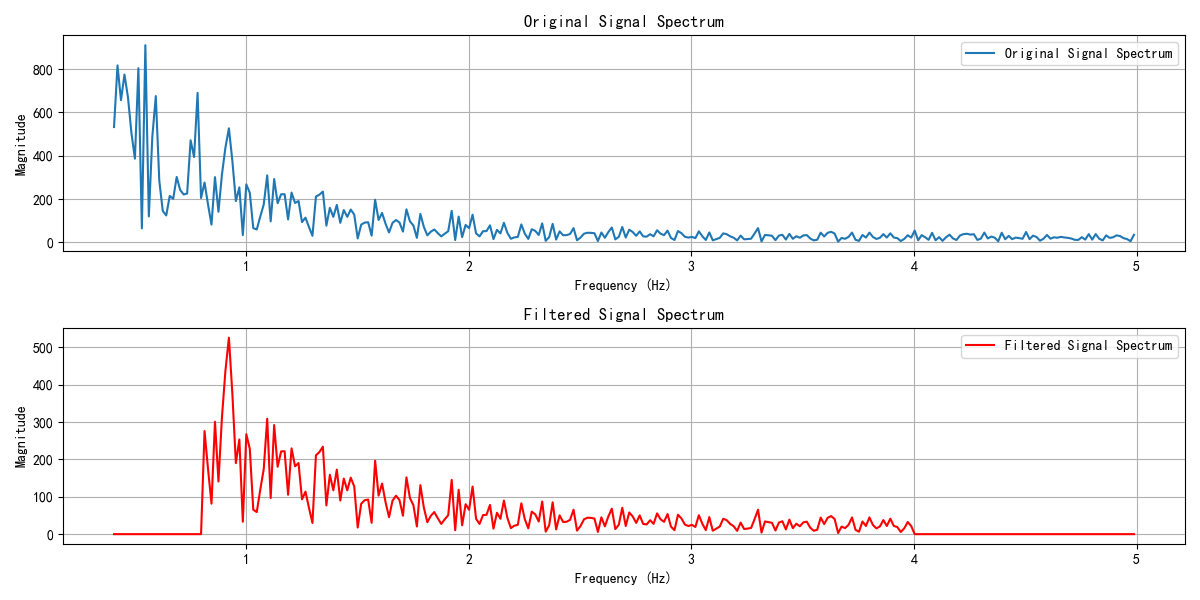 Original Signal Spectrum
Original Signal Spectrum
Magnitude
800
600
400
200
0
1
2
3
4
5
Frequency (Hz)
Filtered Signal Spectrum
Filtered Signal Spectrum
Magnitude
500
400
300
200
100
0
1
2
3
4
5
Frequency (Hz)